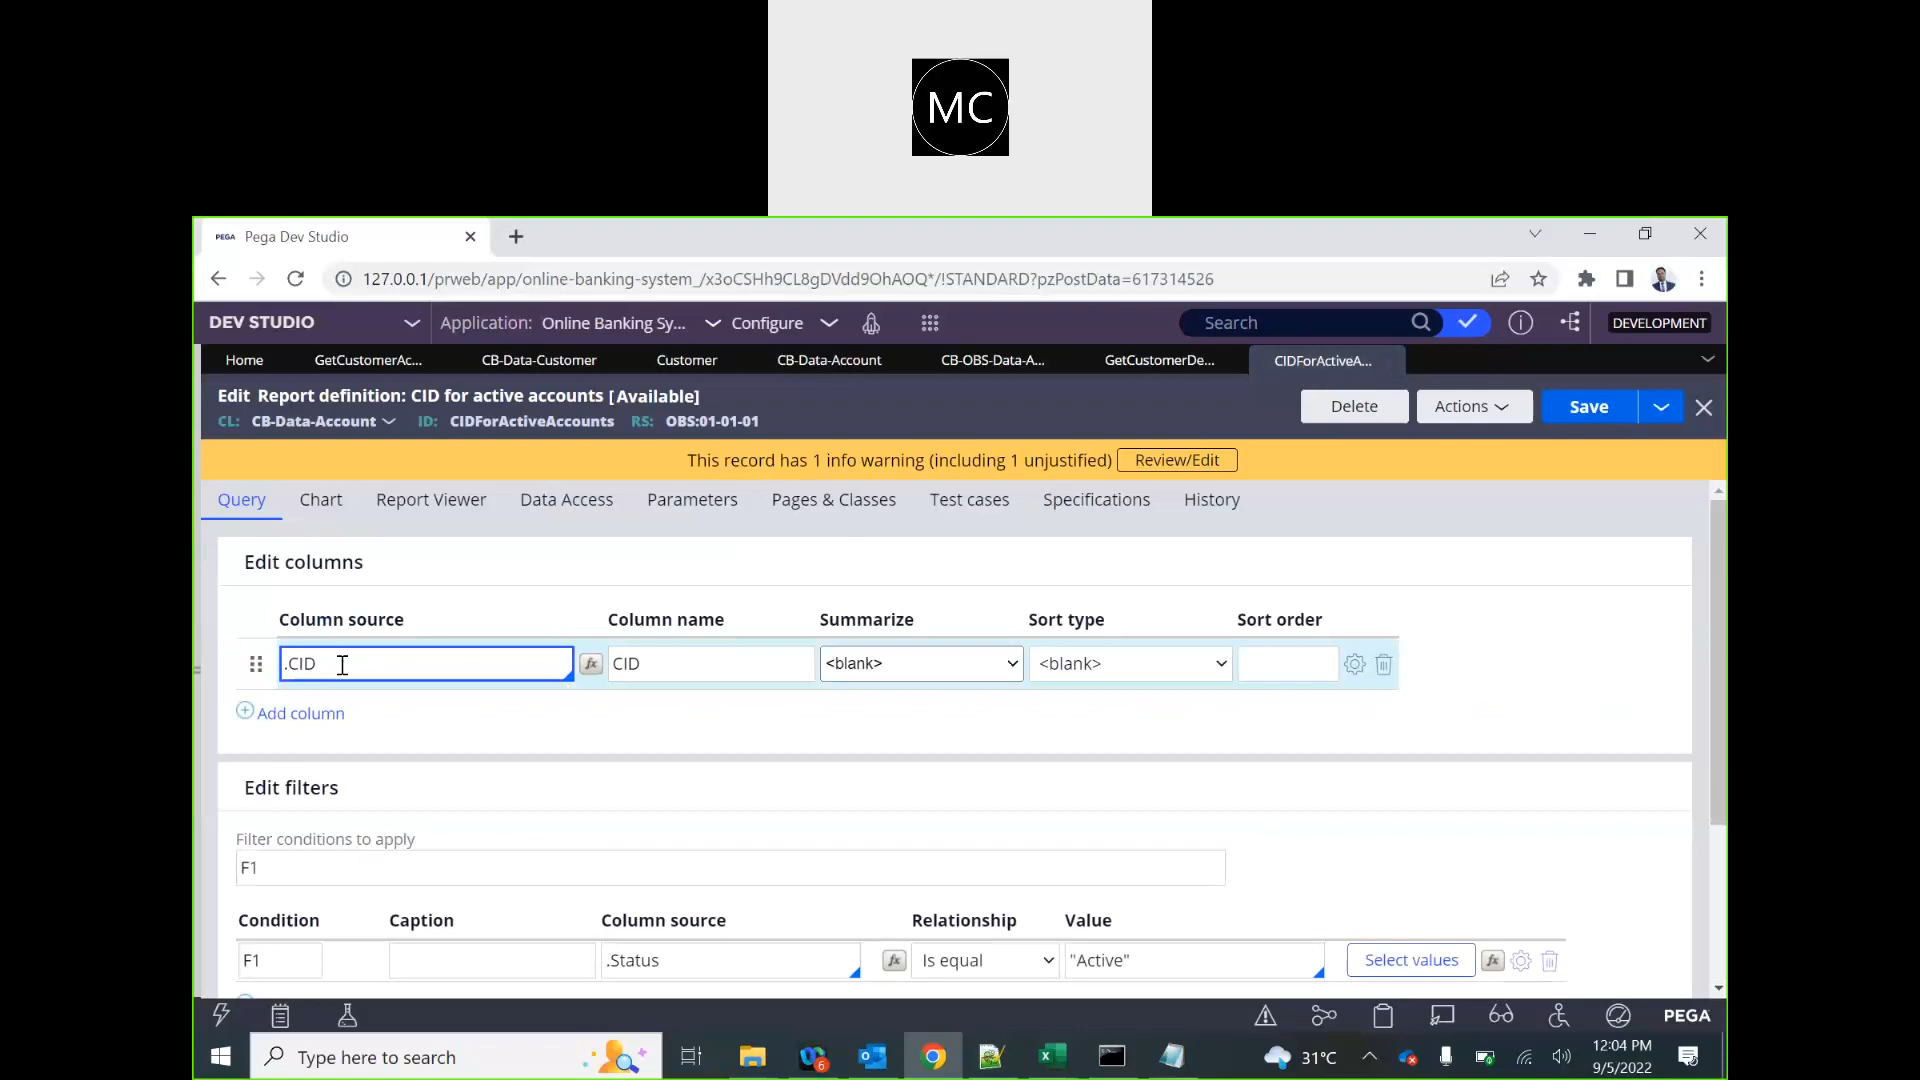 MC
PEGA Pega Dev Studio
127.0.0.1/prweb/app/online-banking-system_/x3oCSHh9CL8gDVdd9OhAOQ*/!STANDARD?pzPostData=617314526
DEV STUDIO Application: Online Banking Sy... Configure Search DEVELOPMENT
Home GetCustomerAc... CB-Data-Customer Customer CB-Data-Account CB-OBS-Data-A... GetCustomerDe... CIDForActiveA...
Edit Report definition: CID for active accounts [Available]
Delete Actions Save
CL: CB-Data-Account ID: CIDForActiveAccounts RS: OBS:01-01-01
This record has 1 info warning (including 1 unjustified) Review/Edit
Query Chart Report Viewer Data Access Parameters Pages & Classes Test cases Specifications History
Edit columns
Column source Column name Summarize Sort type Sort order
.CID fx CID <blank> <blank>
Add column
Edit filters
Filter conditions to apply
F1
Condition Caption Column source Relationship Value
F1 .Status fx Is equal "Active" Select values fx
PEGA
Type here to search 6 31°C 12:04 PM
9/5/2022